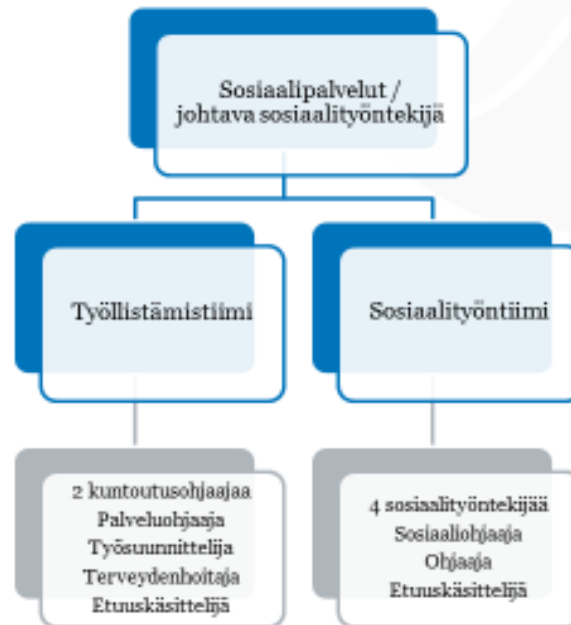 Sosiaalipalvelut /
johtava sosiaalityöntekijä
Työllistämistiimi
Sosiaalityöntiimi
2 kuntoutusohjaajaa
Palveluohjaaja
Työsuunnittelija
Terveydenhoitaja
Etuuskäsittelijä
4 sosiaalityöntekijää
Sosiaaliohjaaja
Ohjaaja
Etuuskäsittelijä